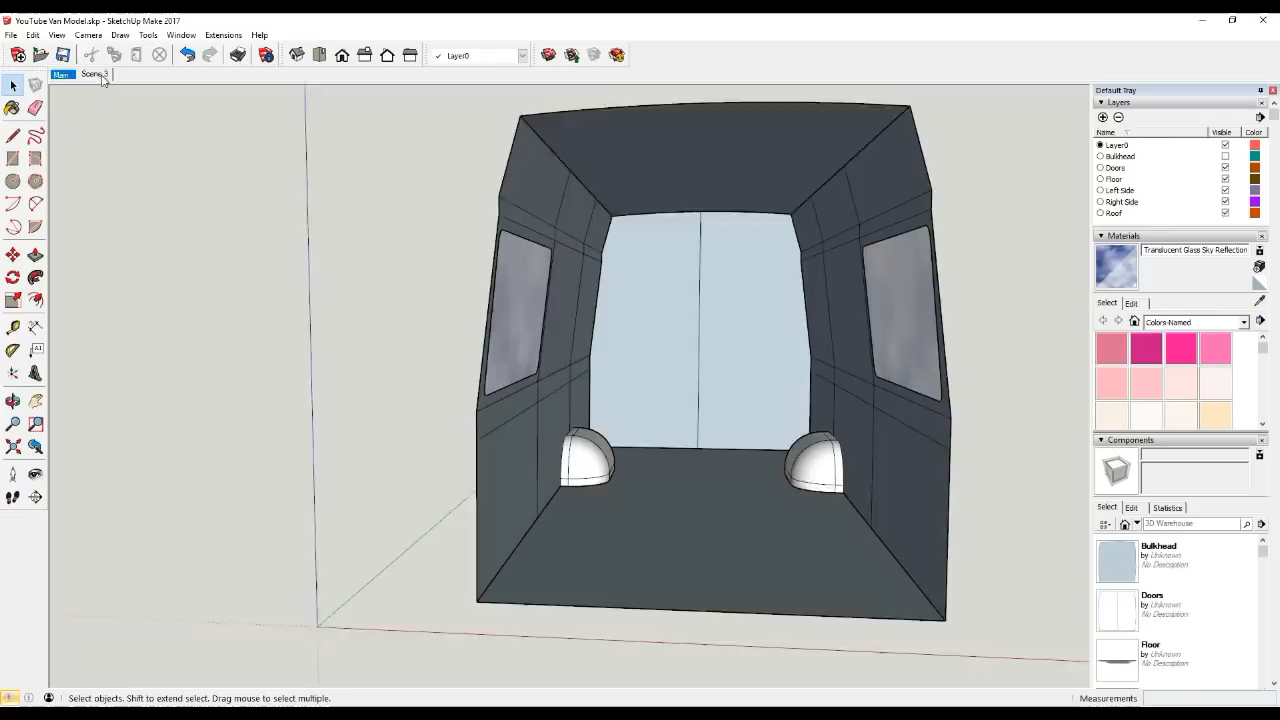 YouTube Van Model.skp - SketchUp Make 2017
File Edit View Camera Draw Tools Window Extensions Help
Layer0
Main Scene 3
Default Tray
Layers
Name Visible Color
Layer0
Bulkhead
Doors
Floor
Left Side
Right Side
Roof
Materials
Translucent Glass Sky Reflection
Select Edit
Colors-Named
Components
Select Edit Statistics
3D Warehouse
Bulkhead
by Unknown
No Description
Doors
by Unknown
No Description
Floor
by Unknown
No Description
Select objects. Shift to extend select. Drag mouse to select multiple.
Measurements